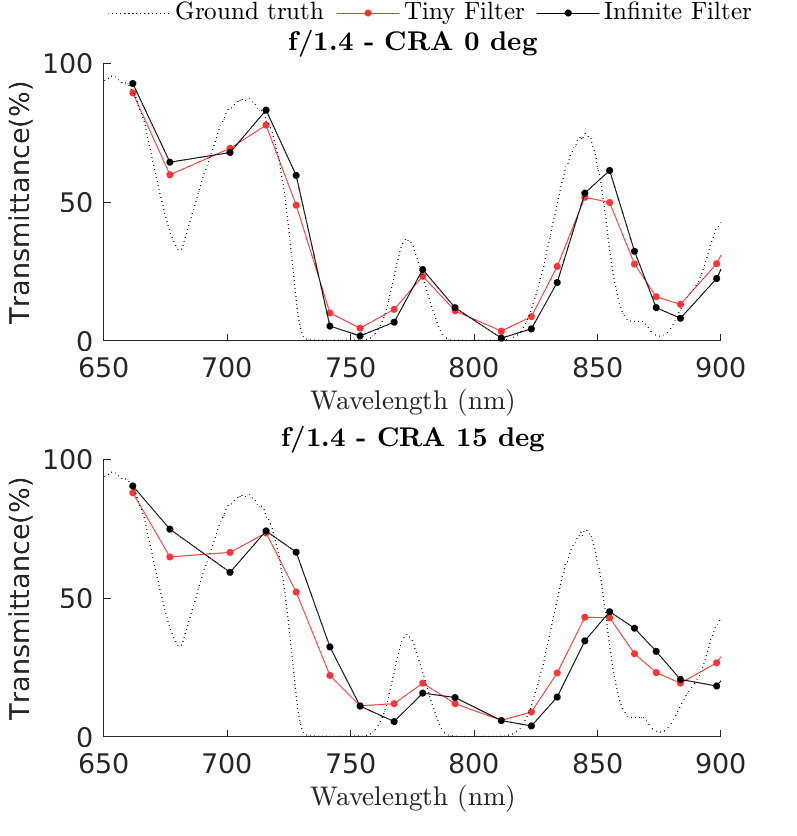 Ground truth Tiny Filter Infinite Filter
f/1.4 - CRA 0 deg
100
50
0
Transmittance(%)
650 700 750 800 850 900
Wavelength (nm)
f/1.4 - CRA 15 deg
100
50
0
Transmittance(%)
650 700 750 800 850 900
Wavelength (nm)